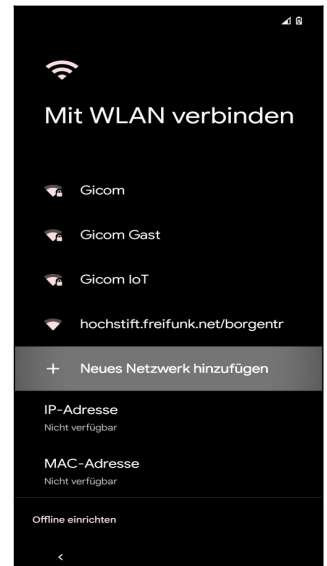 Mit WLAN verbinden
Gicom
Gicom Gast
Gicom IoT
hochstift.freifunk.net/borgentr
Neues Netzwerk hinzufügen
IP-Adresse
Nicht verfügbar
MAC-Adresse
Nicht verfügbar
Offline einrichten